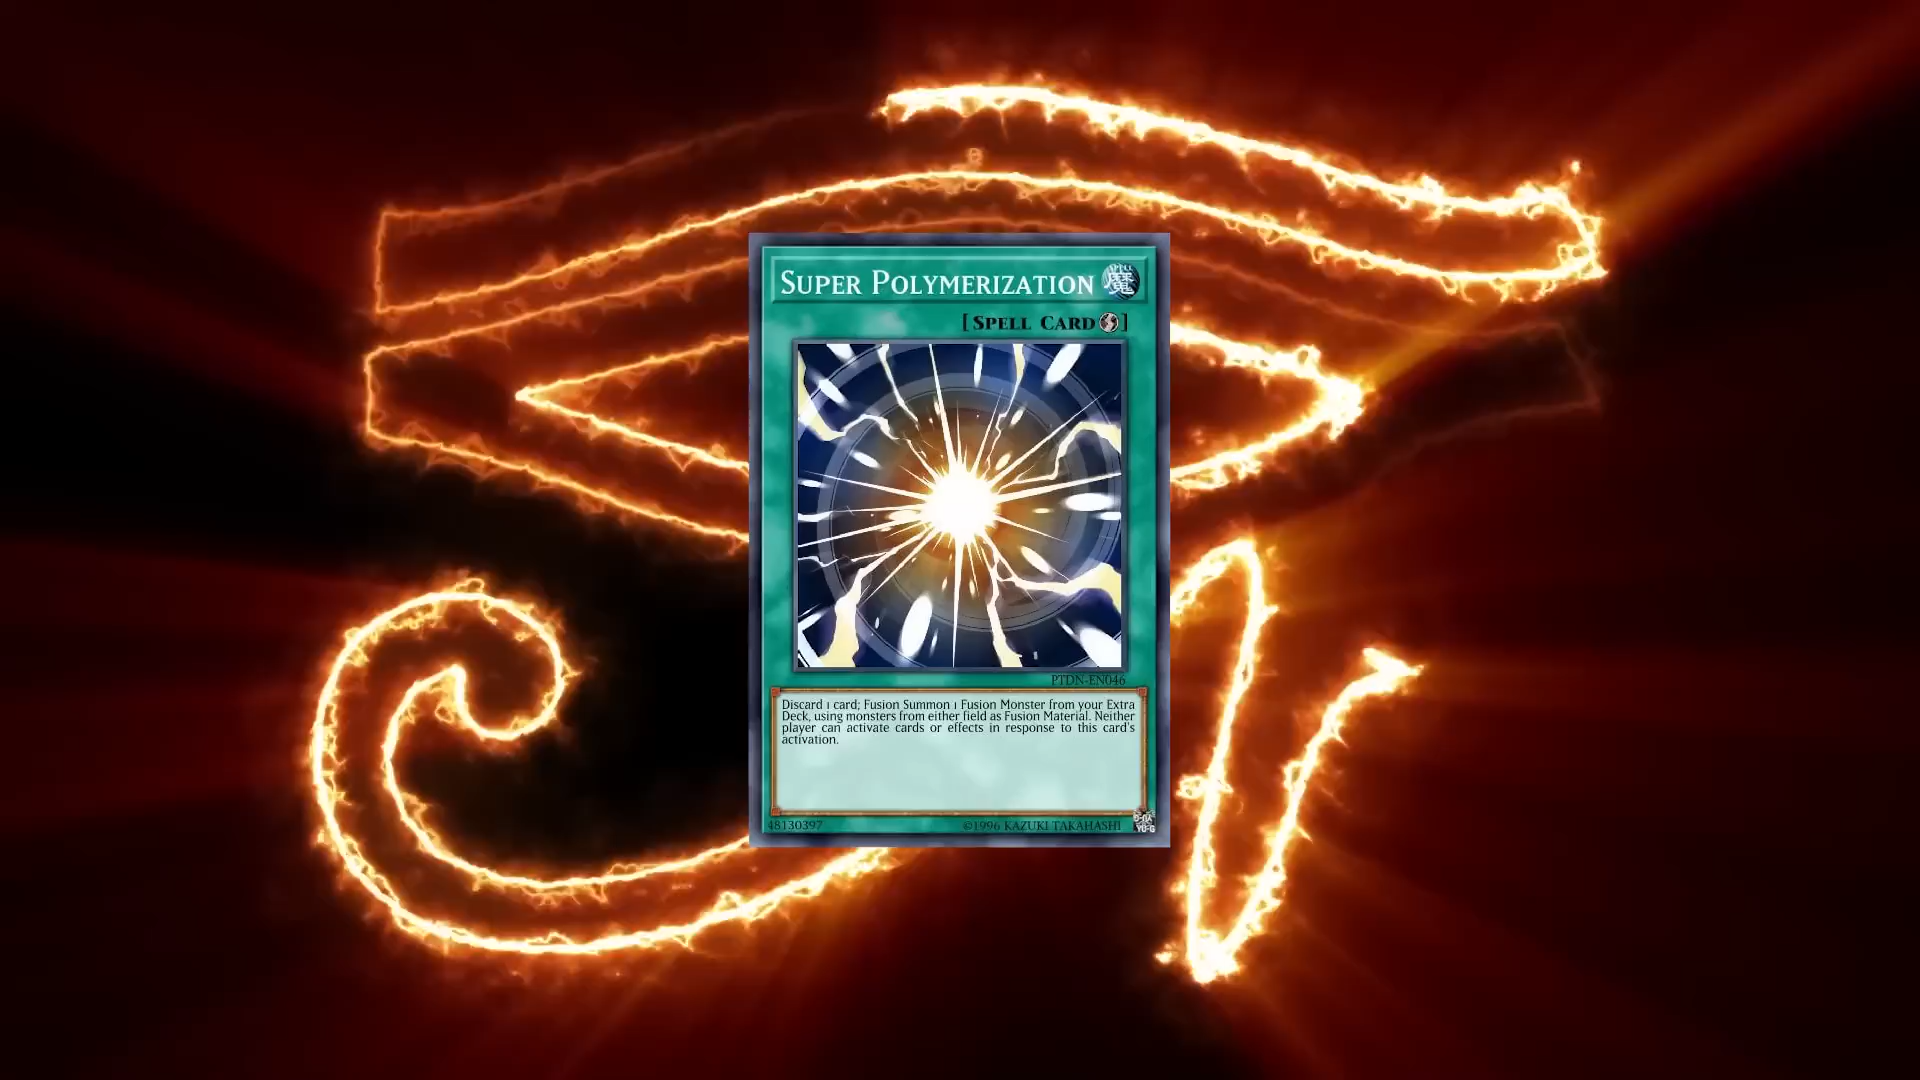 SUPER POLYMERIZATION 魔
[SPELL CARD]
PTDN-EN046
Discard 1 card; Fusion Summon 1 Fusion Monster from your Extra
Deck, using monsters from either field as Fusion Material. Neither
player can activate cards or effects in response to this card's
activation.
48130397 ©1996 KAZUKI TAKAHASHI